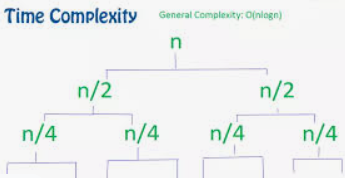 Time Complexity
General Complexity: O(nlogn)
n
n/2 n/2
n/4 n/4 n/4 n/4